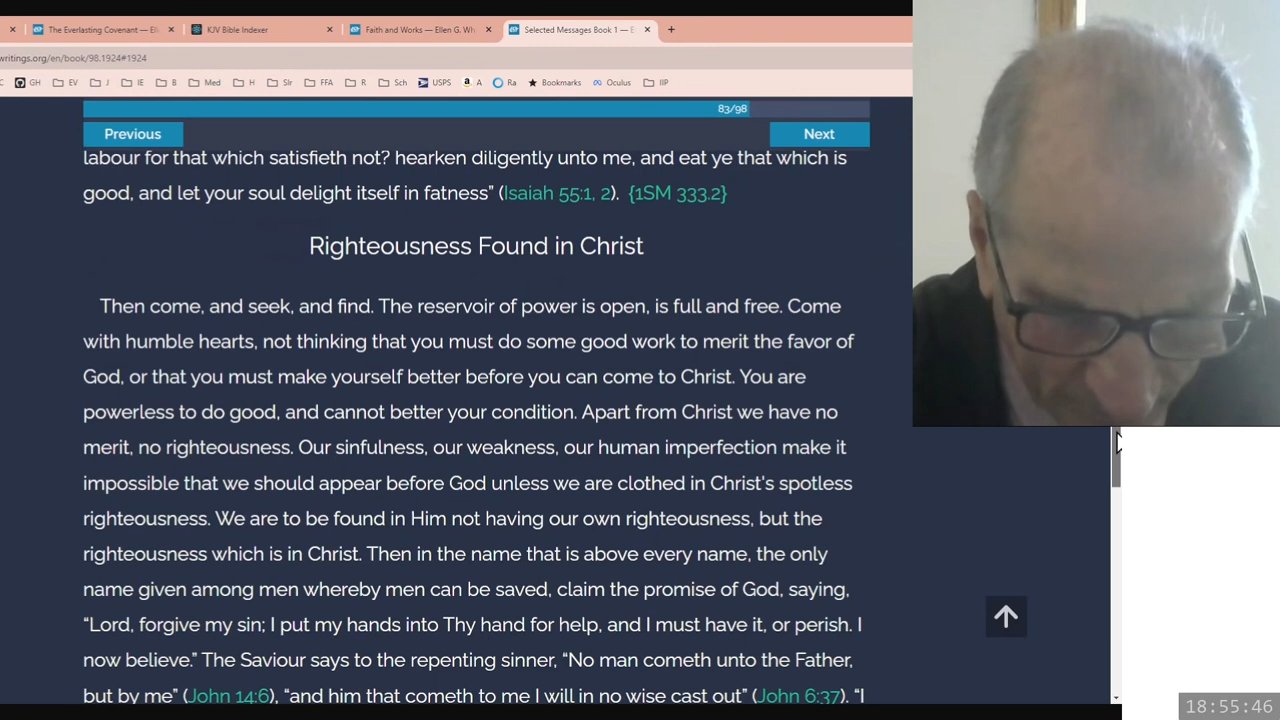 The Everlasting Covenant — Ell
KJV Bible Indexer
Faith and Works — Ellen G. Wh
Selected Messages Book 1 — E
writings.org/en/book/98.1924#1924
GH
EV
J
IE
B
Med
H
Slr
FFA
R
Sch
USPS
A
Ra
Bookmarks
Oculus
IIP
83/98
Previous
Next
labour for that which satisfieth not? hearken diligently unto me, and eat ye that which is
good, and let your soul delight itself in fatness” (Isaiah 55:1, 2). {1SM 333.2}
Righteousness Found in Christ
Then come, and seek, and find. The reservoir of power is open, is full and free. Come
with humble hearts, not thinking that you must do some good work to merit the favor of
God, or that you must make yourself better before you can come to Christ. You are
powerless to do good, and cannot better your condition. Apart from Christ we have no
merit, no righteousness. Our sinfulness, our weakness, our human imperfection make it
impossible that we should appear before God unless we are clothed in Christ's spotless
righteousness. We are to be found in Him not having our own righteousness, but the
righteousness which is in Christ. Then in the name that is above every name, the only
name given among men whereby men can be saved, claim the promise of God, saying,
“Lord, forgive my sin; I put my hands into Thy hand for help, and I must have it, or perish. I
now believe.” The Saviour says to the repenting sinner, “No man cometh unto the Father,
but by me” (John 14:6), “and him that cometh to me I will in no wise cast out” (John 6:37). “I
18:55:46